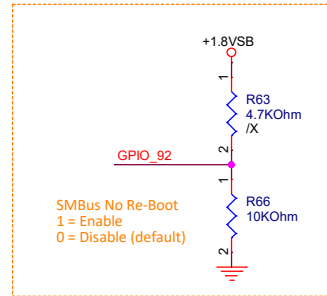 +1.8VSB
1
R63
4.7KOhm
/X
2
GPIO_92
1
R66
10KOhm
2
SMBus No Re-Boot
1 = Enable
0 = Disable (default)